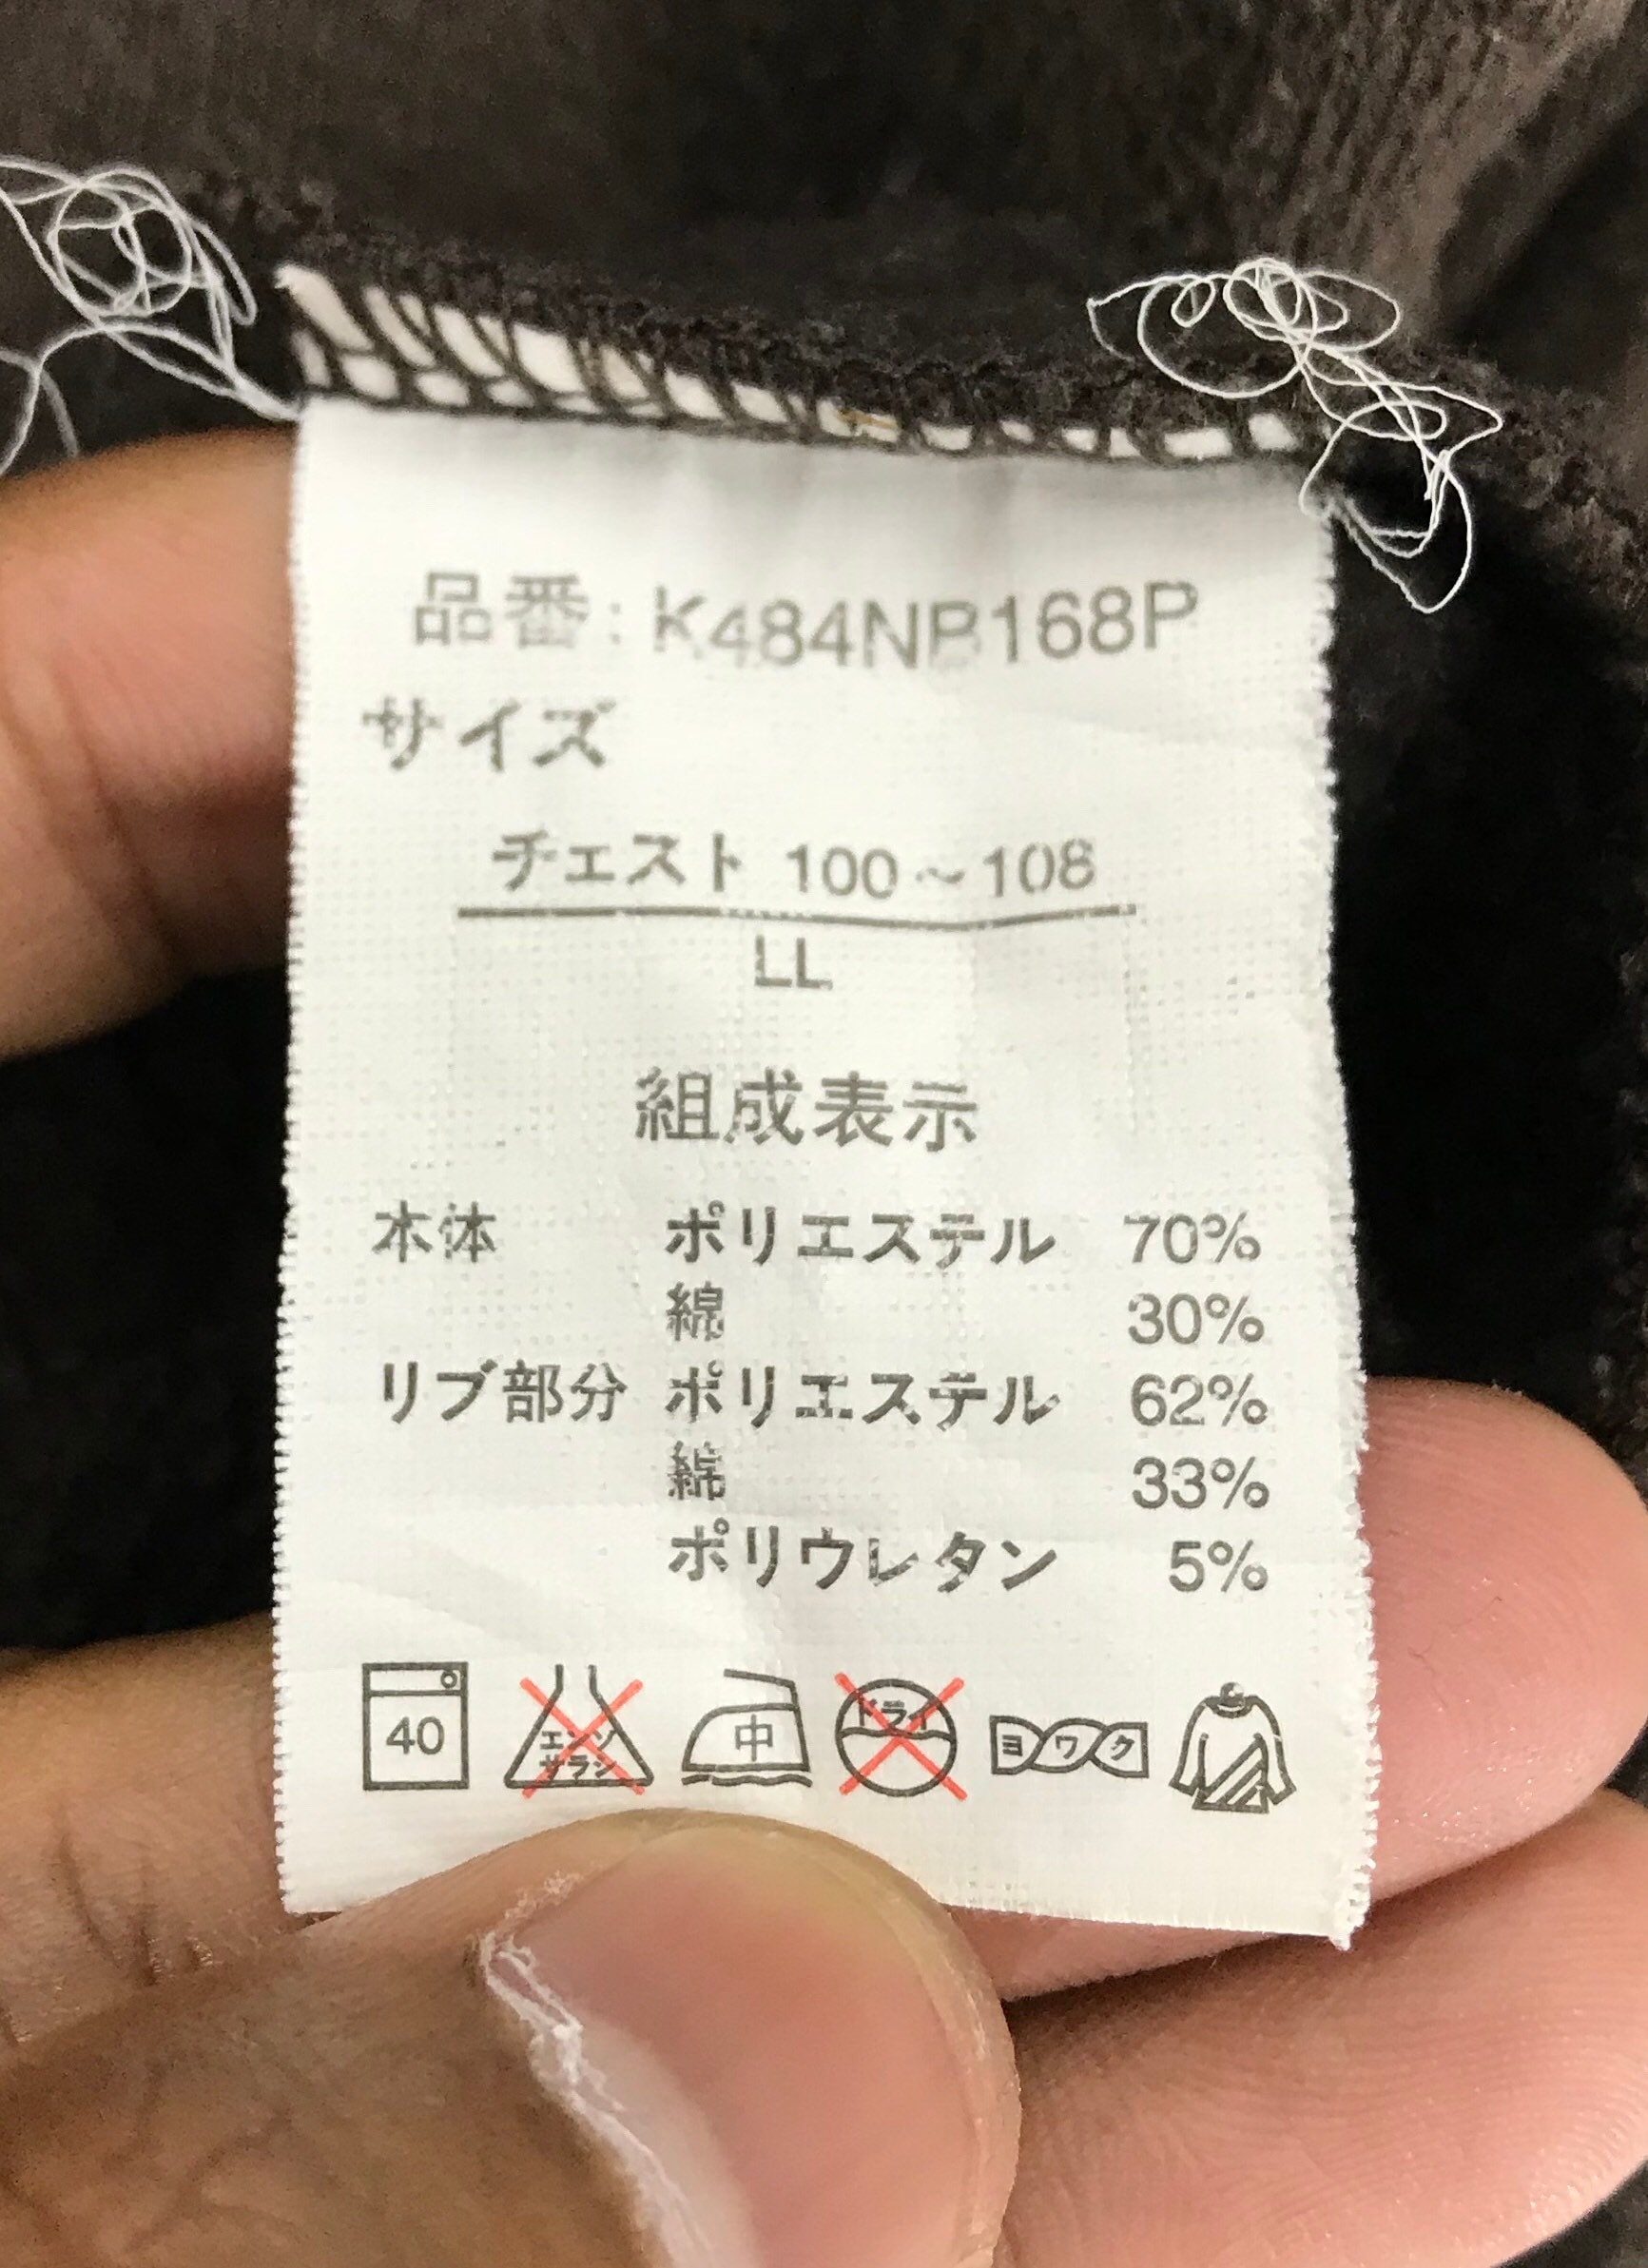 品番：K484NB168P
サイズ
チェスト 100～108
LL
組成表示
本体 ポリエステル 70%
綿 30%
リブ部分 ポリエステル 62%
綿 33%
ポリウレタン 5%
40 エンソサラシ 中 ドライ ヨワク